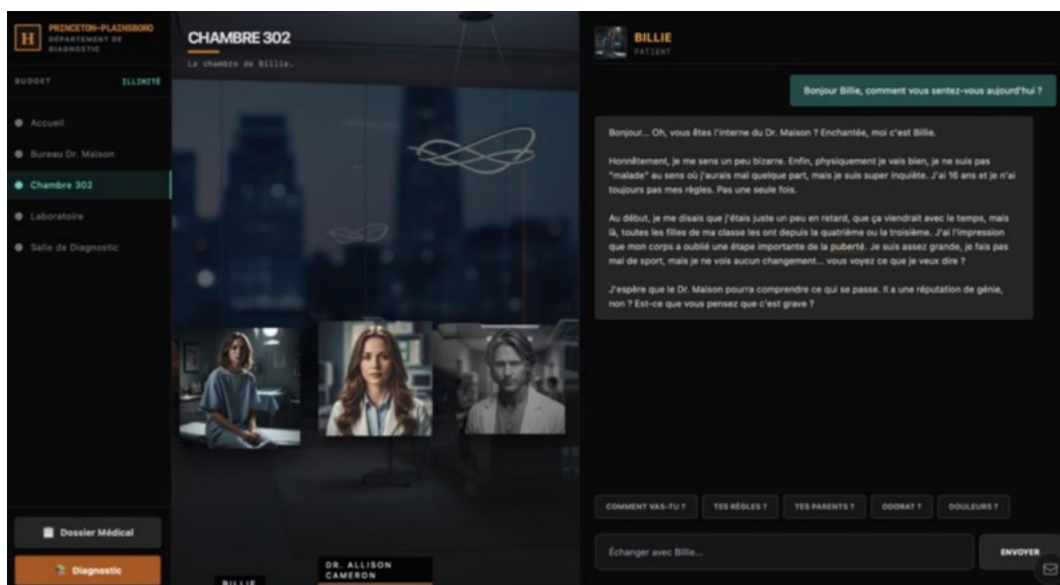 H
PRINCETON-PLAINSBORO
DÉPARTEMENT DE
DIAGNOSTIC
BUDGET
ILLIMITÉ
Accueil
Bureau Dr. Maison
Chambre 302
Laboratoire
Salle de Diagnostic
Dossier Médical
Diagnostic
CHAMBRE 302
La chambre de Billie.
BILLIE
DR. ALLISON
CAMERON
BILLIE
PATIENT
Bonjour Billie, comment vous sentez-vous aujourd'hui ?
Bonjour... Oh, vous êtes l'interne du Dr. Maison ? Enchantée, moi c'est Billie.
Honnêtement, je me sens un peu bizarre. Enfin, physiquement je vais bien, je ne suis pas
"malade" au sens où j'aurais mal quelque part, mais je suis super inquiète. J'ai 16 ans et je n'ai
toujours pas mes règles. Pas une seule fois.
Au début, je me disais que j'étais juste un peu en retard, que ça viendrait avec le temps, mais
là, toutes les filles de ma classe les ont depuis la quatrième ou la troisième. J'ai l'impression
que mon corps a oublié une étape importante de la puberté. Je suis assez grande, je fais pas
mal de sport, mais je ne vois aucun changement... vous voyez ce que je veux dire ?
J'espère que le Dr. Maison pourra comprendre ce qui se passe. Il a une réputation de génie,
non ? Est-ce que vous pensez que c'est grave ?
COMMENT VAS-TU ?
TES RÈGLES ?
TES PARENTS ?
ODORAT ?
DOULEURS ?
Échanger avec Billie...
ENVOYER